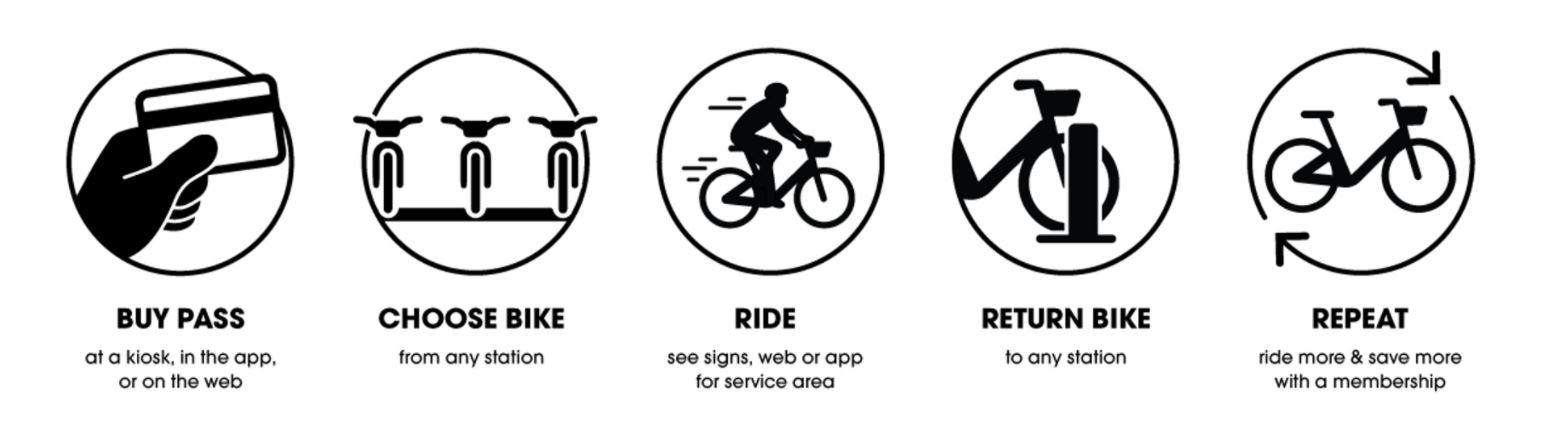 BUY PASS
at a kiosk, in the app,
or on the web
CHOOSE BIKE
from any station
RIDE
see signs, web or app
for service area
RETURN BIKE
to any station
REPEAT
ride more & save more
with a membership